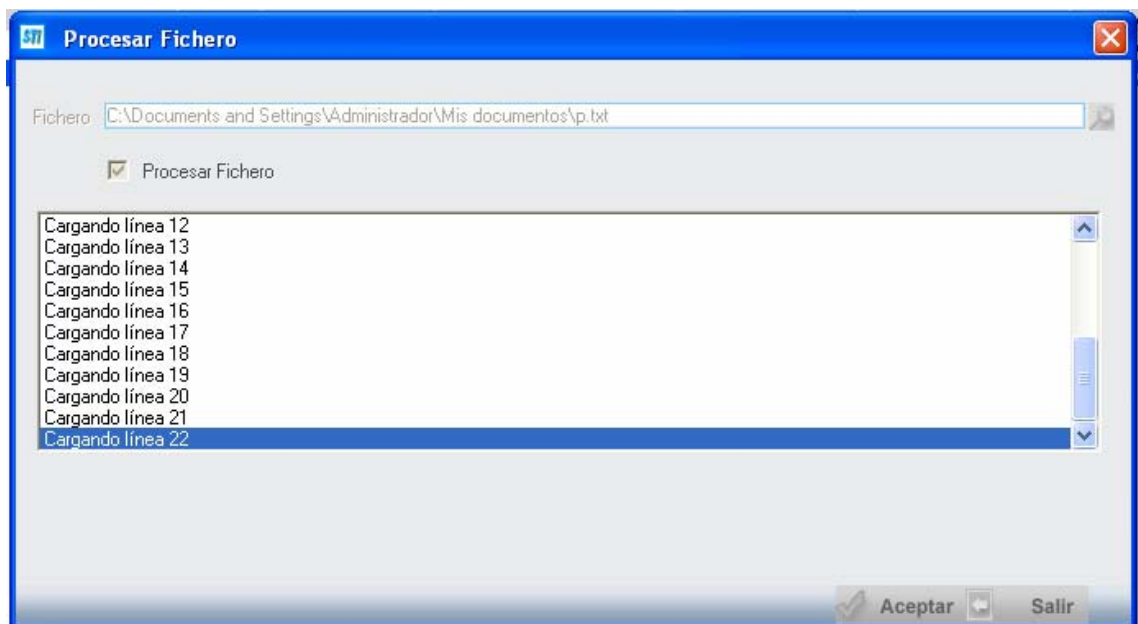 STI Procesar Fichero
Fichero C:\Documents and Settings\Administrador\Mis documentos\p.txt
Procesar Fichero
Cargando línea 12
Cargando línea 13
Cargando línea 14
Cargando línea 15
Cargando línea 16
Cargando línea 17
Cargando línea 18
Cargando línea 19
Cargando línea 20
Cargando línea 21
Cargando línea 22
Aceptar Salir